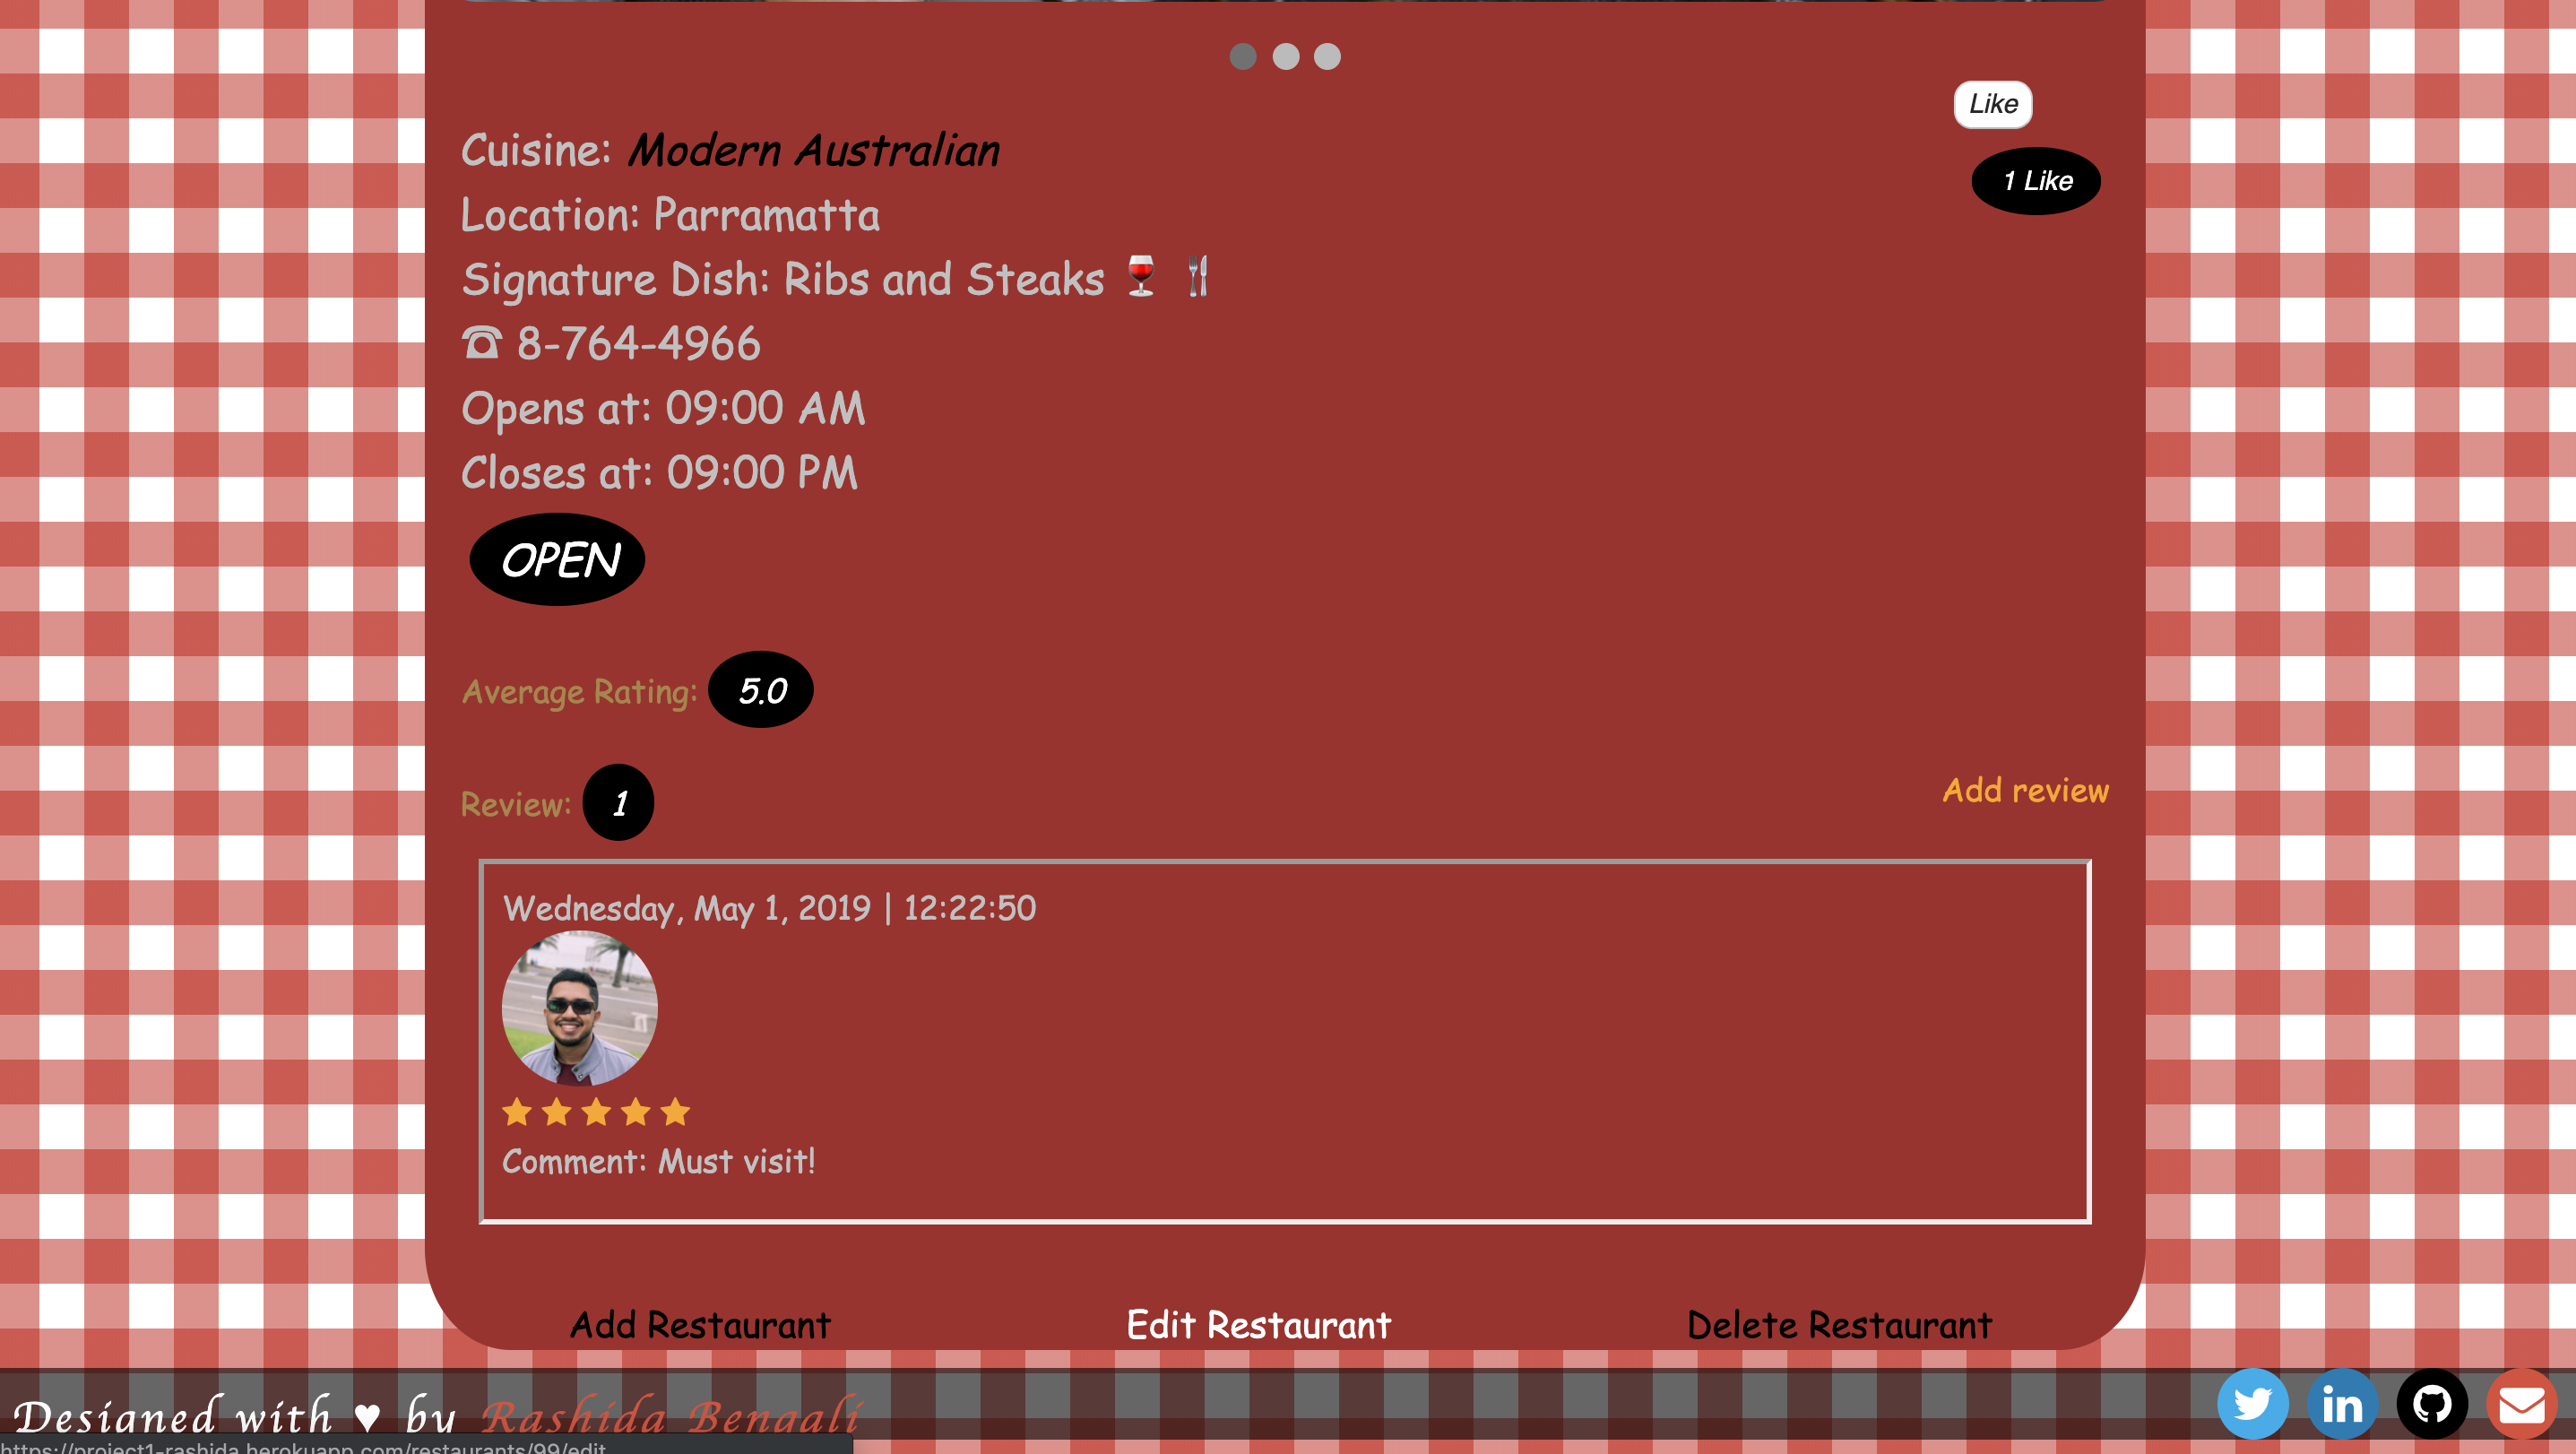 Like
Cuisine: Modern Australian
1 Like
Location: Parramatta
Signature Dish: Ribs and Steaks 🍷 🍴
☎ 8-764-4966
Opens at: 09:00 AM
Closes at: 09:00 PM
OPEN
Average Rating: 5.0
Review: 1
Add review
Wednesday, May 1, 2019 | 12:22:50
★ ★ ★ ★ ★
Comment: Must visit!
Add Restaurant Edit Restaurant Delete Restaurant
Designed with ♥ by Rashida Bengali
https://project1-rashida.herokuapp.com/restaurants/99/edit